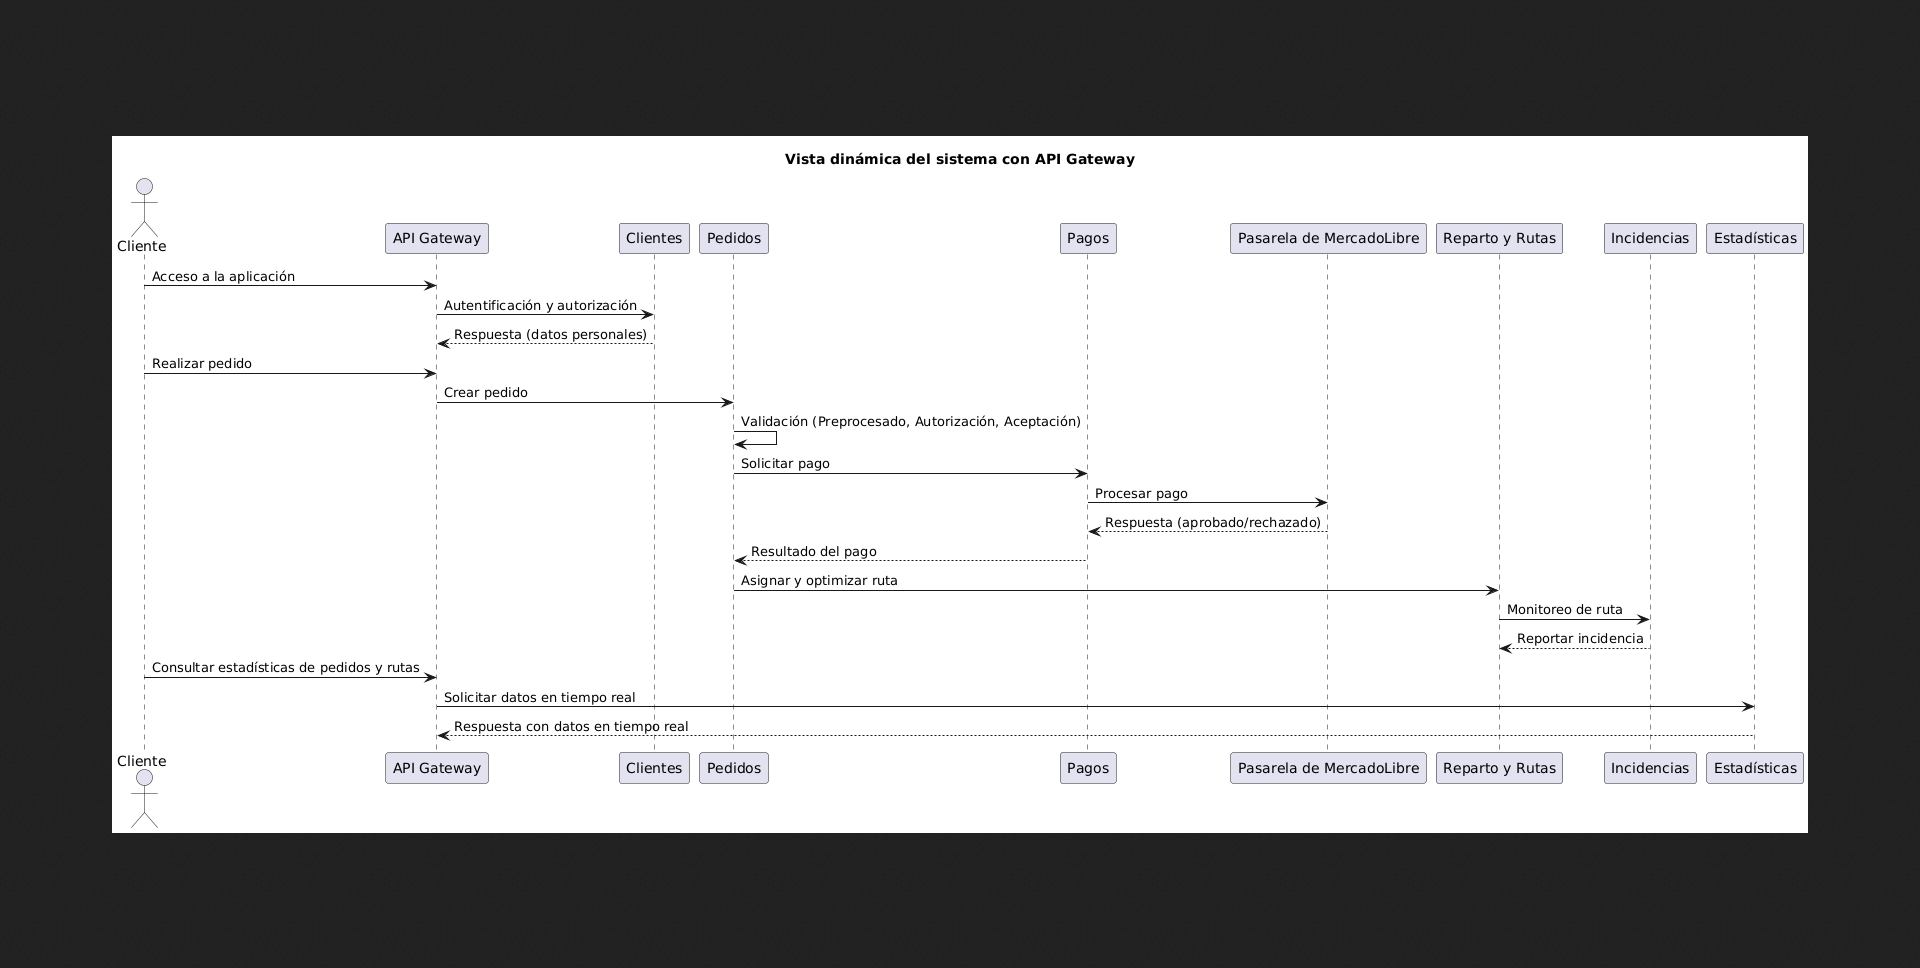 Vista dinámica del sistema con API Gateway
Cliente
API Gateway
Clientes
Pedidos
Pagos
Pasarela de MercadoLibre
Reparto y Rutas
Incidencias
Estadísticas
Acceso a la aplicación
Autentificación y autorización
Respuesta (datos personales)
Realizar pedido
Crear pedido
Validación (Preprocesado, Autorización, Aceptación)
Solicitar pago
Procesar pago
Respuesta (aprobado/rechazado)
Resultado del pago
Asignar y optimizar ruta
Monitoreo de ruta
Reportar incidencia
Consultar estadísticas de pedidos y rutas
Solicitar datos en tiempo real
Respuesta con datos en tiempo real
Cliente
API Gateway
Clientes
Pedidos
Pagos
Pasarela de MercadoLibre
Reparto y Rutas
Incidencias
Estadísticas